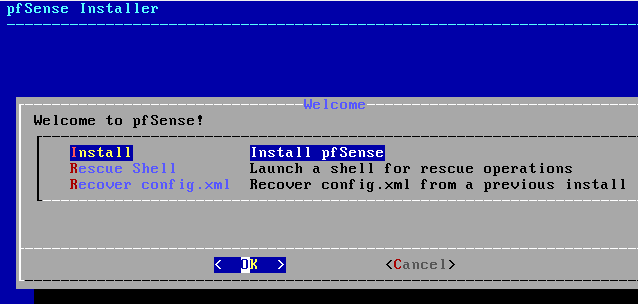 pfSense Installer
Welcome
Welcome to pfSense!
Install Install pfSense
Rescue Shell Launch a shell for rescue operations
Recover config.xml Recover config.xml from a previous install
< OK > <Cancel>